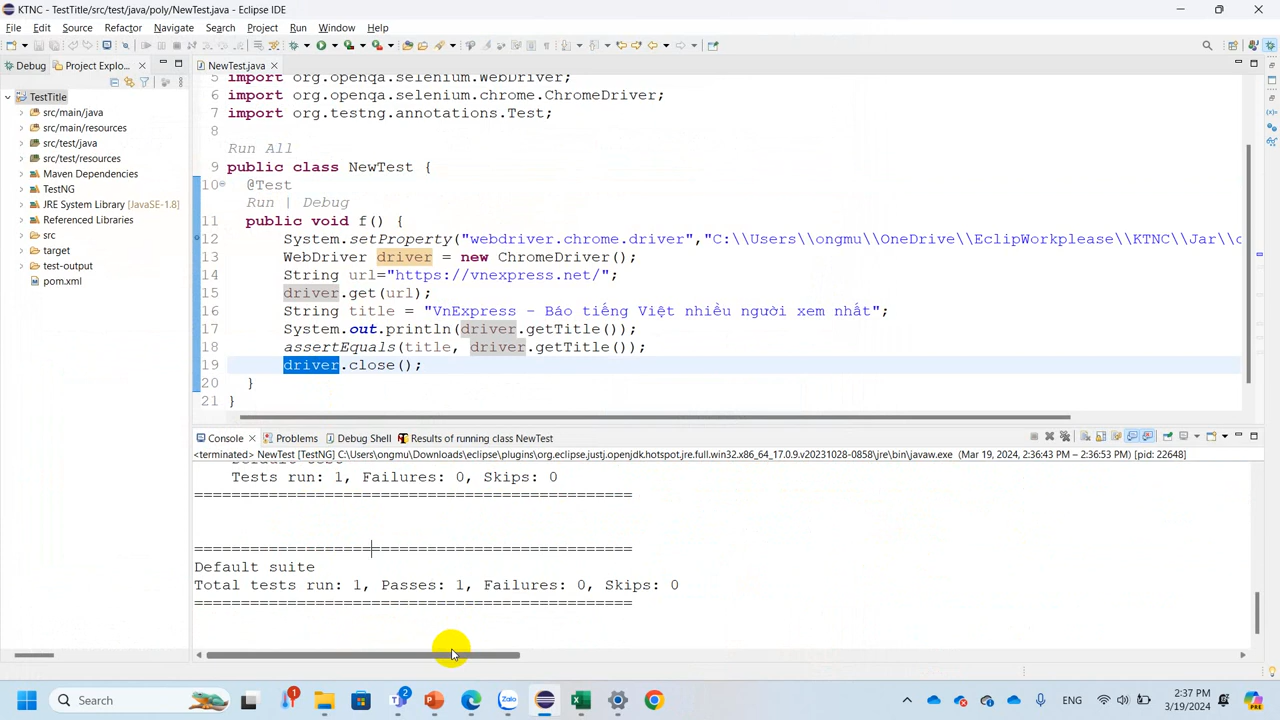 KTNC - TestTitle/src/test/java/poly/NewTest.java - Eclipse IDE
File Edit Source Refactor Navigate Search Project Run Window Help
Debug Project Explo...
NewTest.java
TestTitle
src/main/java
src/main/resources
src/test/java
src/test/resources
Maven Dependencies
TestNG
JRE System Library [JavaSE-1.8]
Referenced Libraries
src
target
test-output
pom.xml
5 import org.openqa.selenium.WebDriver;
6 import org.openqa.selenium.chrome.ChromeDriver;
7 import org.testng.annotations.Test;
8
Run All
9 public class NewTest {
10 @Test
Run | Debug
11 public void f() {
12 System.setProperty("webdriver.chrome.driver","C:\\Users\\ongmu\\OneDrive\\EclipWorkplease\\KTNC\\Jar\\c
13 WebDriver driver = new ChromeDriver();
14 String url="https://vnexpress.net/";
15 driver.get(url);
16 String title = "VnExpress - Báo tiếng Việt nhiều người xem nhất";
17 System.out.println(driver.getTitle());
18 assertEquals(title, driver.getTitle());
19 driver.close();
20 }
21 }
Console Problems Debug Shell Results of running class NewTest
<terminated> NewTest [TestNG] C:\Users\ongmu\Downloads\eclipse\plugins\org.eclipse.justj.openjdk.hotspot.jre.full.win32.x86_64_17.0.9.v20231028-0858\jre\bin\javaw.exe (Mar 19, 2024, 2:36:43 PM – 2:36:53 PM) [pid: 22648]
Default test
Tests run: 1, Failures: 0, Skips: 0
===============================================
===============================================
Default suite
Total tests run: 1, Passes: 1, Failures: 0, Skips: 0
===============================================
Search
1
2
ENG
2:37 PM
3/19/2024
PRE